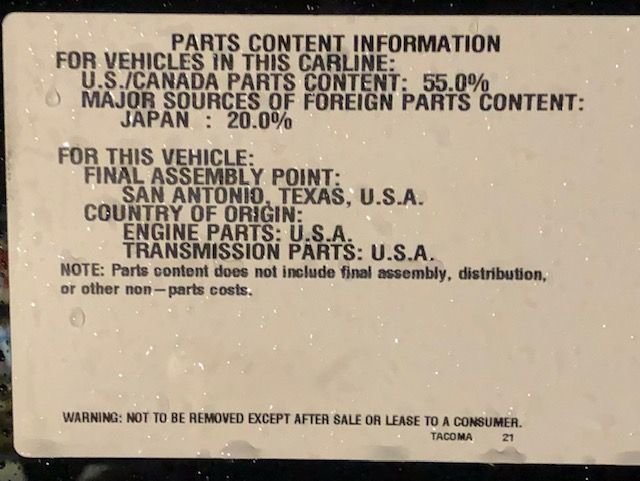 PARTS CONTENT INFORMATION
FOR VEHICLES IN THIS CARLINE:
U.S./CANADA PARTS CONTENT: 55.0%
MAJOR SOURCES OF FOREIGN PARTS CONTENT:
JAPAN : 20.0%
FOR THIS VEHICLE:
FINAL ASSEMBLY POINT:
SAN ANTONIO, TEXAS, U.S.A.
COUNTRY OF ORIGIN:
ENGINE PARTS: U.S.A.
TRANSMISSION PARTS: U.S.A.
NOTE: Parts content does not include final assembly, distribution,
or other non-parts costs.
WARNING: NOT TO BE REMOVED EXCEPT AFTER SALE OR LEASE TO A CONSUMER.
TACOMA 21